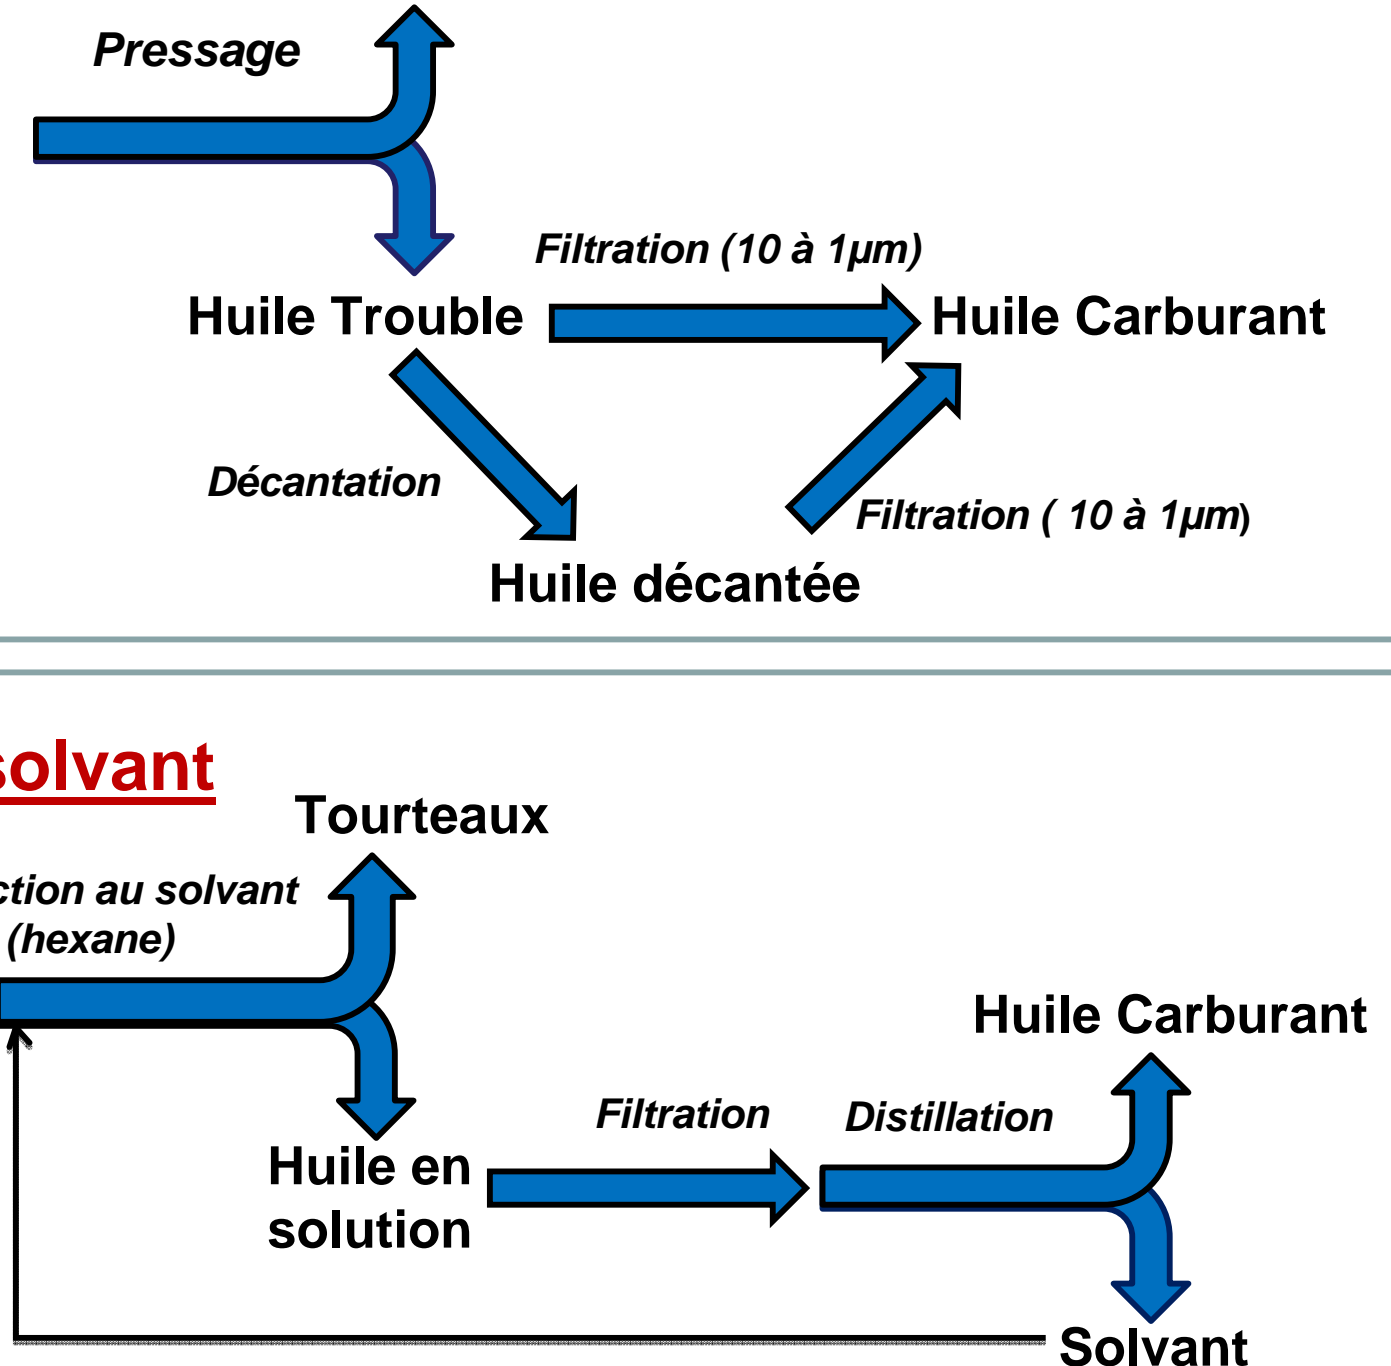 Pressage
Filtration (10 à 1µm)
Huile Trouble
Huile Carburant
Décantation
Filtration ( 10 à 1µm)
Huile décantée
solvant
Tourteaux
ction au solvant
(hexane)
Huile Carburant
Filtration
Distillation
Huile en
solution
Solvant